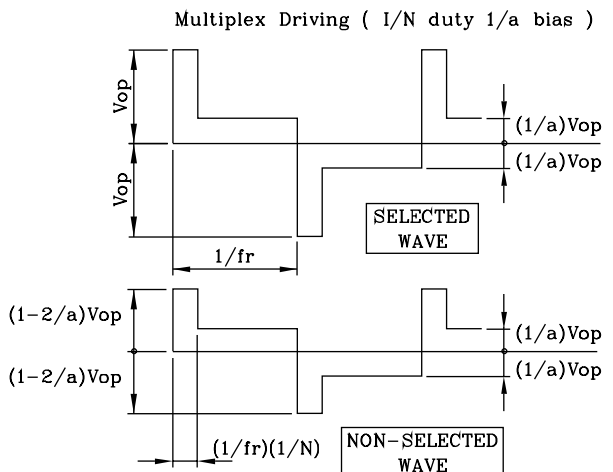 Multiplex Driving ( I/N duty 1/a bias )
Vop
(1/a)Vop
(1/a)Vop
Vop
SELECTED
WAVE
1/fr
(1-2/a)Vop
(1/a)Vop
(1-2/a)Vop
(1/a)Vop
(1/fr)(1/N)
NON-SELECTED
WAVE